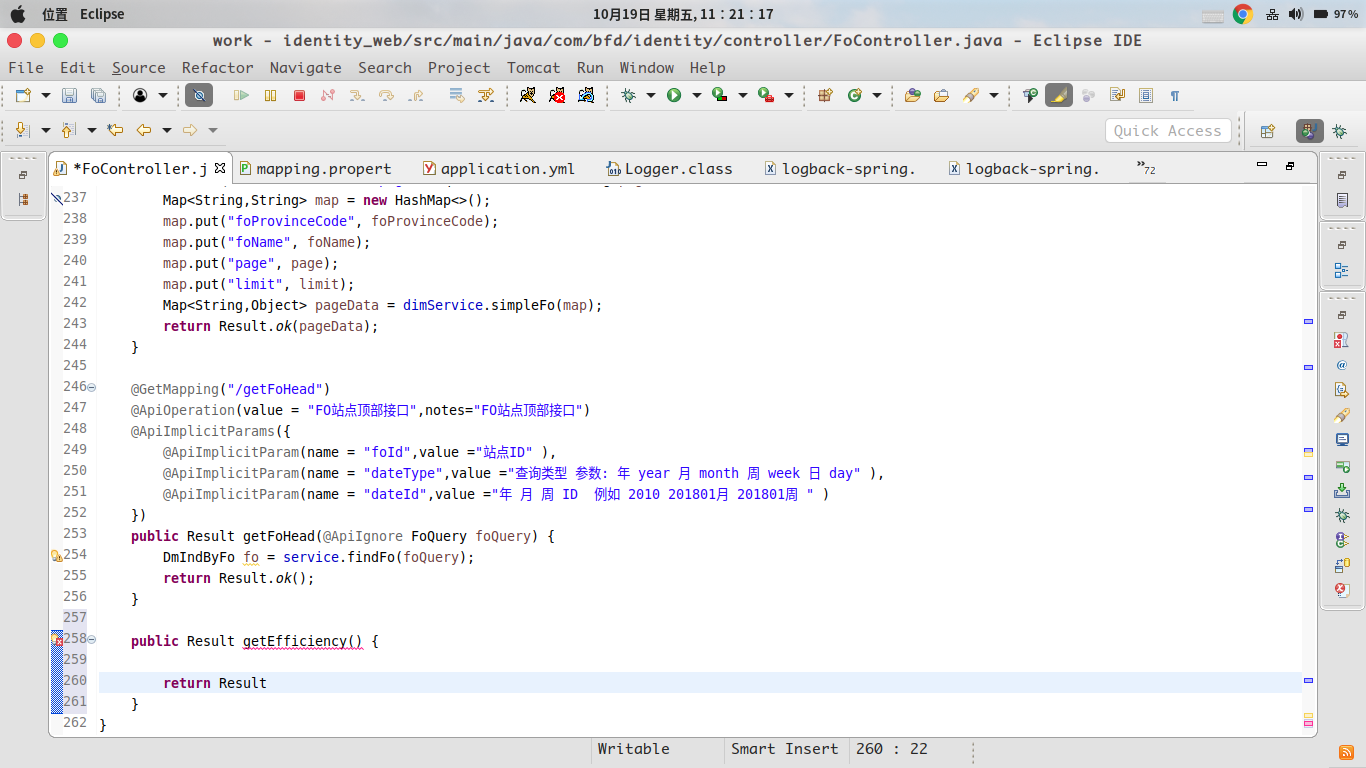 位置 Eclipse 10月19日 星期五, 11：21：17 97%
work - identity_web/src/main/java/com/bfd/identity/controller/FoController.java - Eclipse IDE
File Edit Source Refactor Navigate Search Project Tomcat Run Window Help
Quick Access
*FoController.j mapping.propert application.yml Logger.class logback-spring. logback-spring. »72
237 Map<String,String> map = new HashMap<>();
238 map.put("foProvinceCode", foProvinceCode);
239 map.put("foName", foName);
240 map.put("page", page);
241 map.put("limit", limit);
242 Map<String,Object> pageData = dimService.simpleFo(map);
243 return Result.ok(pageData);
244 }
245
246 @GetMapping("/getFoHead")
247 @ApiOperation(value = "FO站点顶部接口",notes="FO站点顶部接口")
248 @ApiImplicitParams({
249 @ApiImplicitParam(name = "foId",value ="站点ID" ),
250 @ApiImplicitParam(name = "dateType",value ="查询类型 参数: 年 year 月 month 周 week 日 day" ),
251 @ApiImplicitParam(name = "dateId",value ="年 月 周 ID  例如 2010 201801月 201801周 " )
252 })
253 public Result getFoHead(@ApiIgnore FoQuery foQuery) {
254 DmIndByFo fo = service.findFo(foQuery);
255 return Result.ok();
256 }
257
258 public Result getEfficiency() {
259
260 return Result
261 }
262 }
Writable Smart Insert 260 : 22